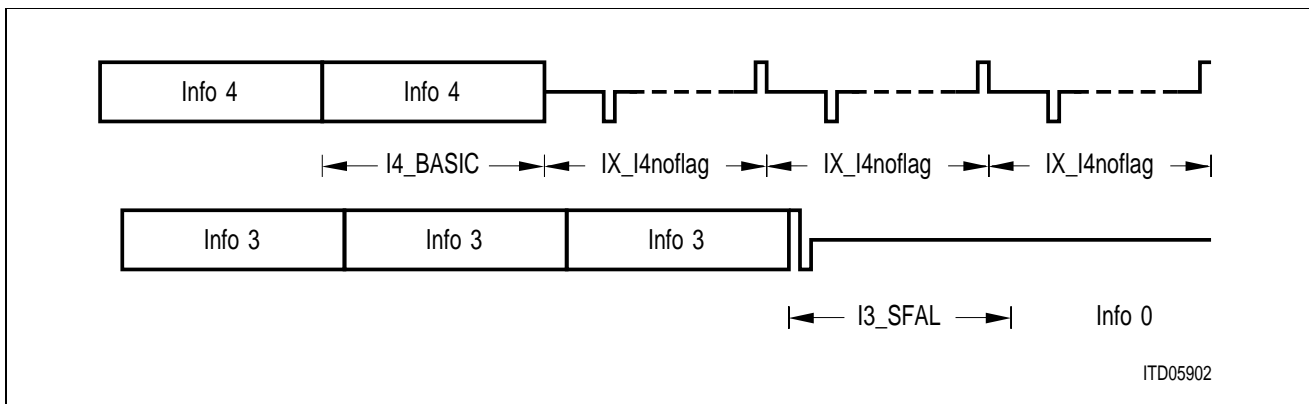 Info 4 Info 4
I4_BASIC IX_I4noflag IX_I4noflag IX_I4noflag
Info 3 Info 3 Info 3
I3_SFAL Info 0
ITD05902